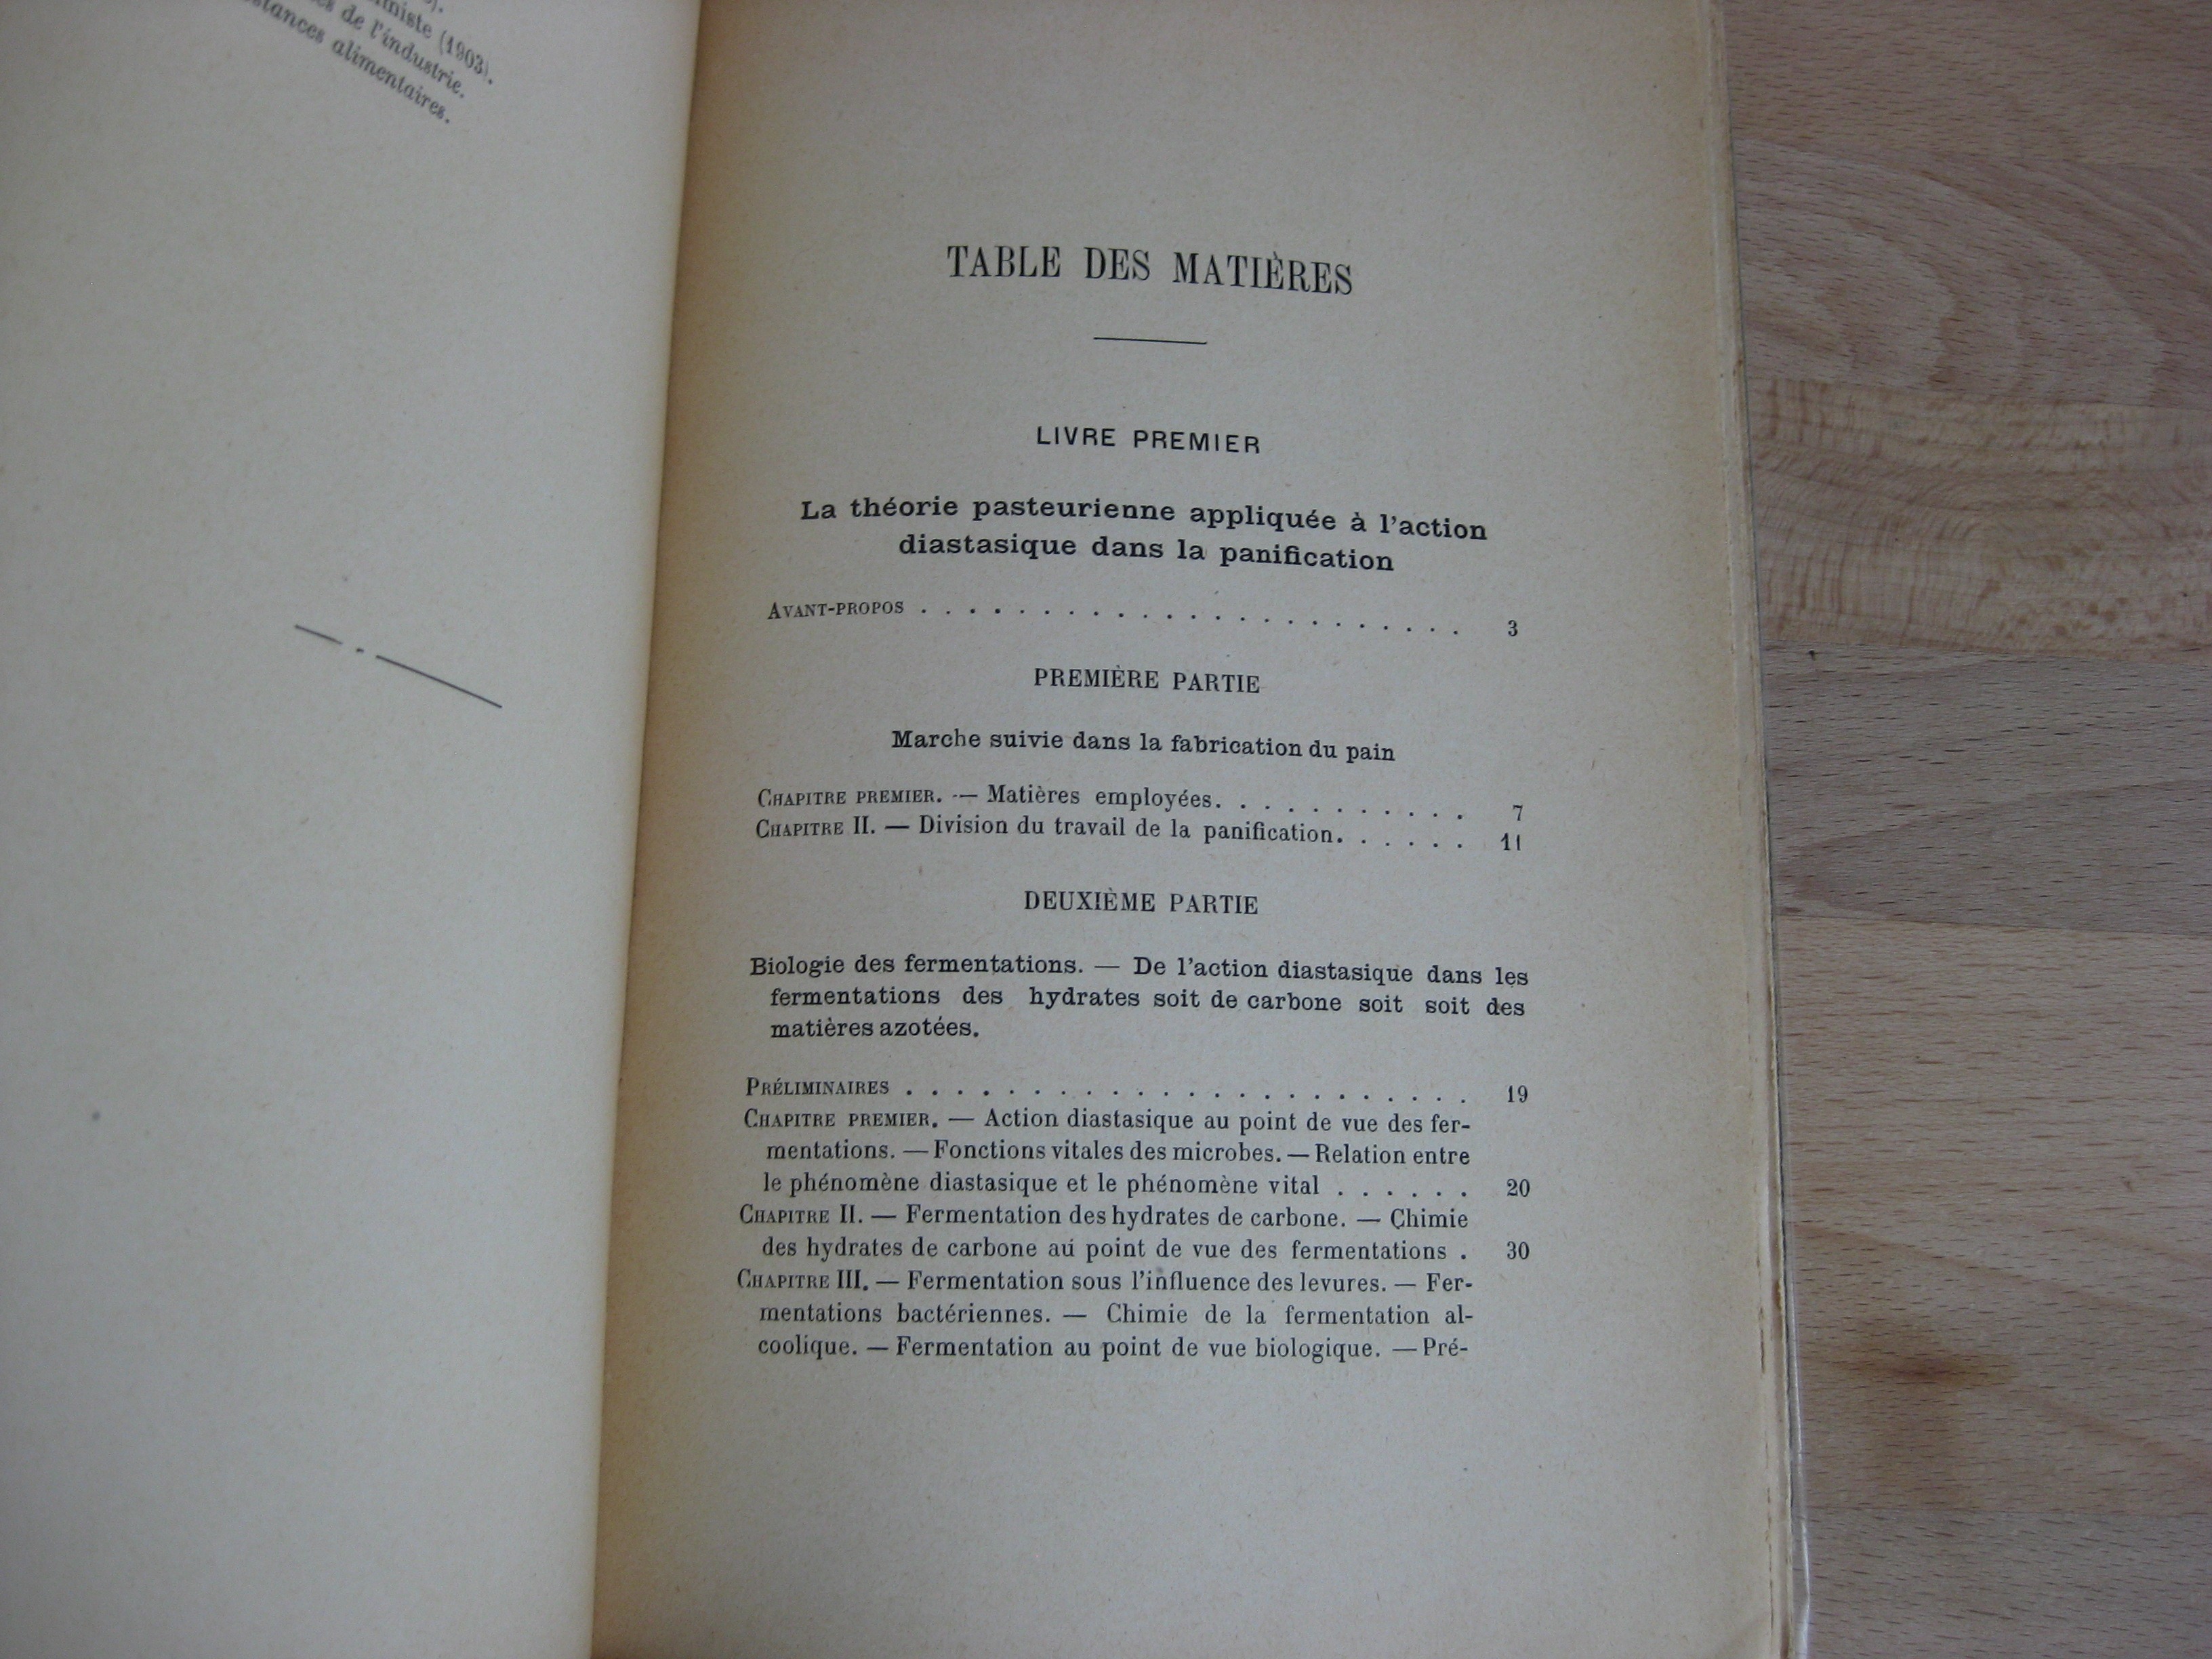 (1903).
de l'industrie.
alimentaires.
TABLE DES MATIÈRES
LIVRE PREMIER
La théorie pasteurienne appliquée à l'action
diastasique dans la panification
AVANT-PROPOS . . . . . . . . . . . . . . . . . . . . . . . 3
PREMIÈRE PARTIE
Marche suivie dans la fabrication du pain
CHAPITRE PREMIER. — Matières employées. . . . . . . . . . . 7
CHAPITRE II. — Division du travail de la panification. . . . . . 11
DEUXIÈME PARTIE
Biologie des fermentations. — De l'action diastasique dans les
fermentations des hydrates soit de carbone soit soit des
matières azotées.
PRÉLIMINAIRES . . . . . . . . . . . . . . . . . . . . . . . 19
CHAPITRE PREMIER. — Action diastasique au point de vue des fer-
mentations. — Fonctions vitales des microbes. — Relation entre
le phénomène diastasique et le phénomène vital . . . . . . 20
CHAPITRE II. — Fermentation des hydrates de carbone. — Chimie
des hydrates de carbone au point de vue des fermentations . 30
CHAPITRE III. — Fermentation sous l'influence des levures. — Fer-
mentations bactériennes. — Chimie de la fermentation al-
coolique. — Fermentation au point de vue biologique. — Pré-